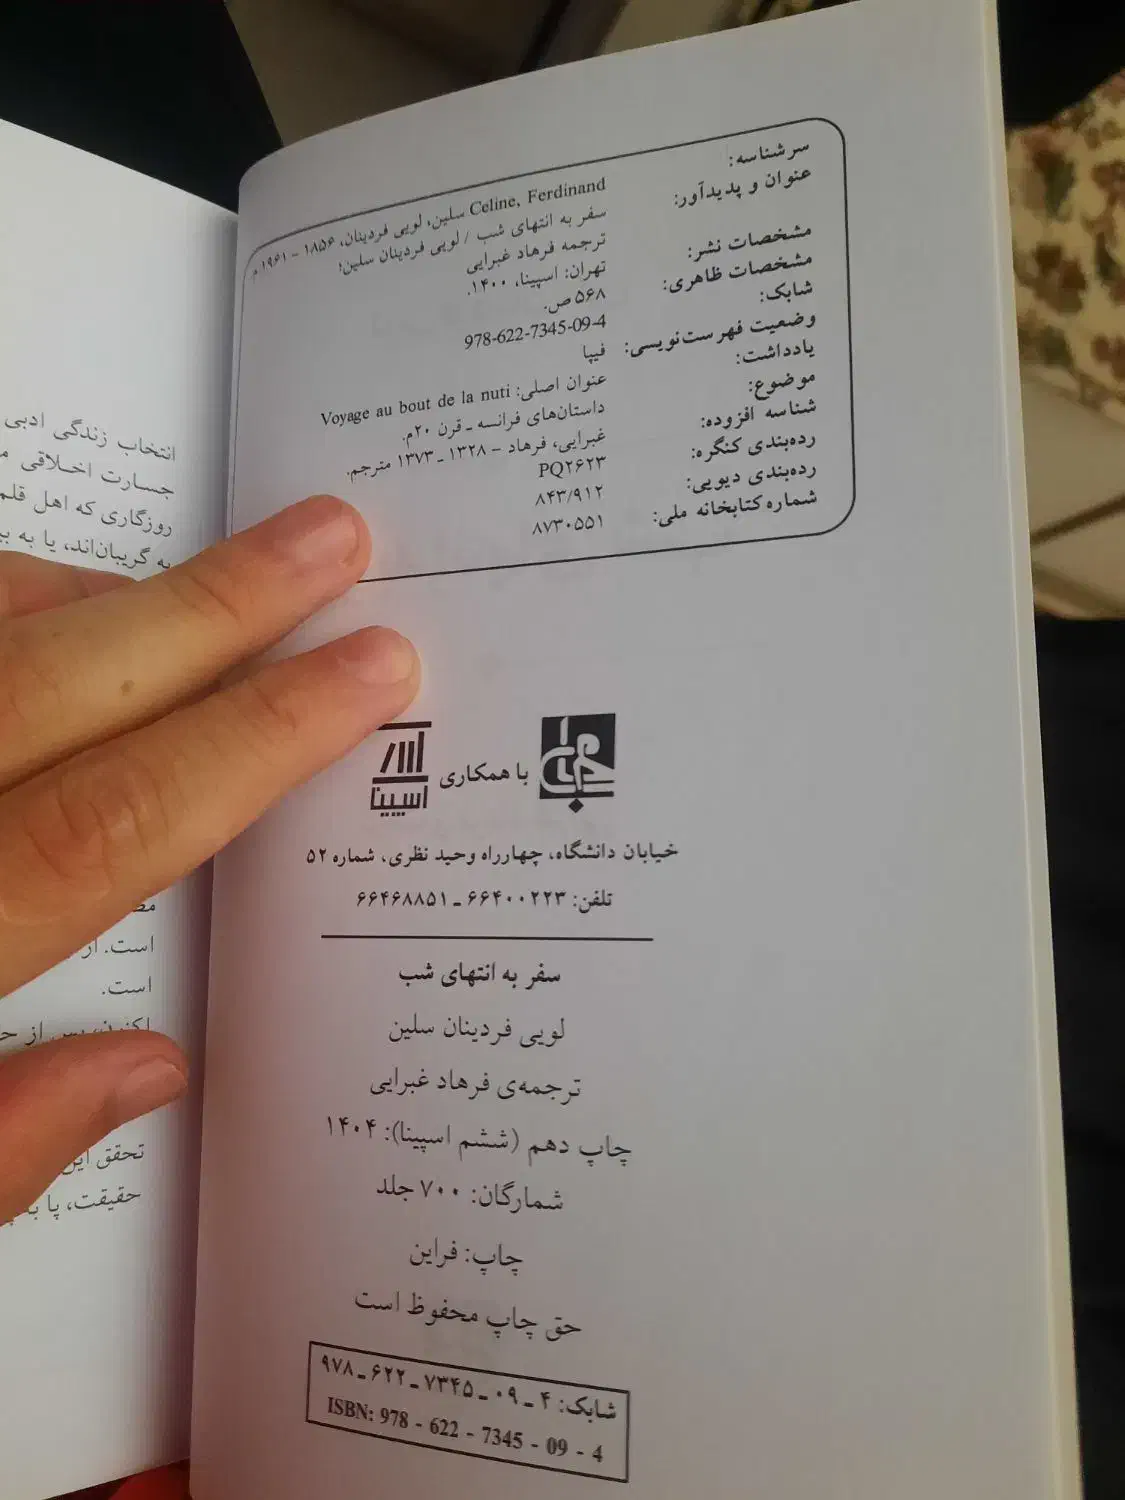 سرشناسه: Celine, Ferdinand سلین، لویی فردینان، ۱۸۵۶ - ۱۹۶۱ م
عنوان و پدیدآور: سفر به انتهای شب / لویی فردینان سلین؛
ترجمه فرهاد غبرایی
مشخصات نشر: تهران: اسپینا، ۱۴۰۰.
مشخصات ظاهری: ۵۶۸ ص.
شابک: 978-622-7345-09-4
وضعیت فهرست‌نویسی: فیپا
یادداشت: عنوان اصلی: Voyage au bout de la nuti
موضوع: داستان‌های فرانسه ـ قرن ۲۰م.
شناسه افزوده: غبرایی، فرهاد - ۱۳۲۸ ـ ۱۳۷۳ مترجم.
رده‌بندی کنگره: PQ۲۶۲۳
رده‌بندی دیویی: ۸۴۳/۹۱۲
شماره کتابخانه ملی: ۸۷۳۰۵۵۱
جامی با همکاری اسپینا
خیابان دانشگاه، چهارراه وحید نظری، شماره ۵۲
تلفن: ۶۶۴۰۰۲۲۳ ـ ۶۶۴۶۸۸۵۱
سفر به انتهای شب
لویی فردینان سلین
ترجمه‌ی فرهاد غبرایی
چاپ دهم (ششم اسپینا): ۱۴۰۴
شمارگان: ۷۰۰ جلد
چاپ: فراین
حق چاپ محفوظ است
شابک: ۴ ـ ۰۹ ـ ۷۳۴۵ ـ ۶۲۲ ـ ۹۷۸
ISBN: 978 - 622 - 7345 - 09 - 4
انتخاب زندگی ادبی
جسارت اخلاقی
روزگاری که اهل قلم
به گریبان‌اند، یا به
است. از
است.
اکنون، پس از
تحقق این
حقیقت، پا